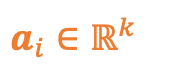 𝒂ᵢ ∈ ℝᵏ